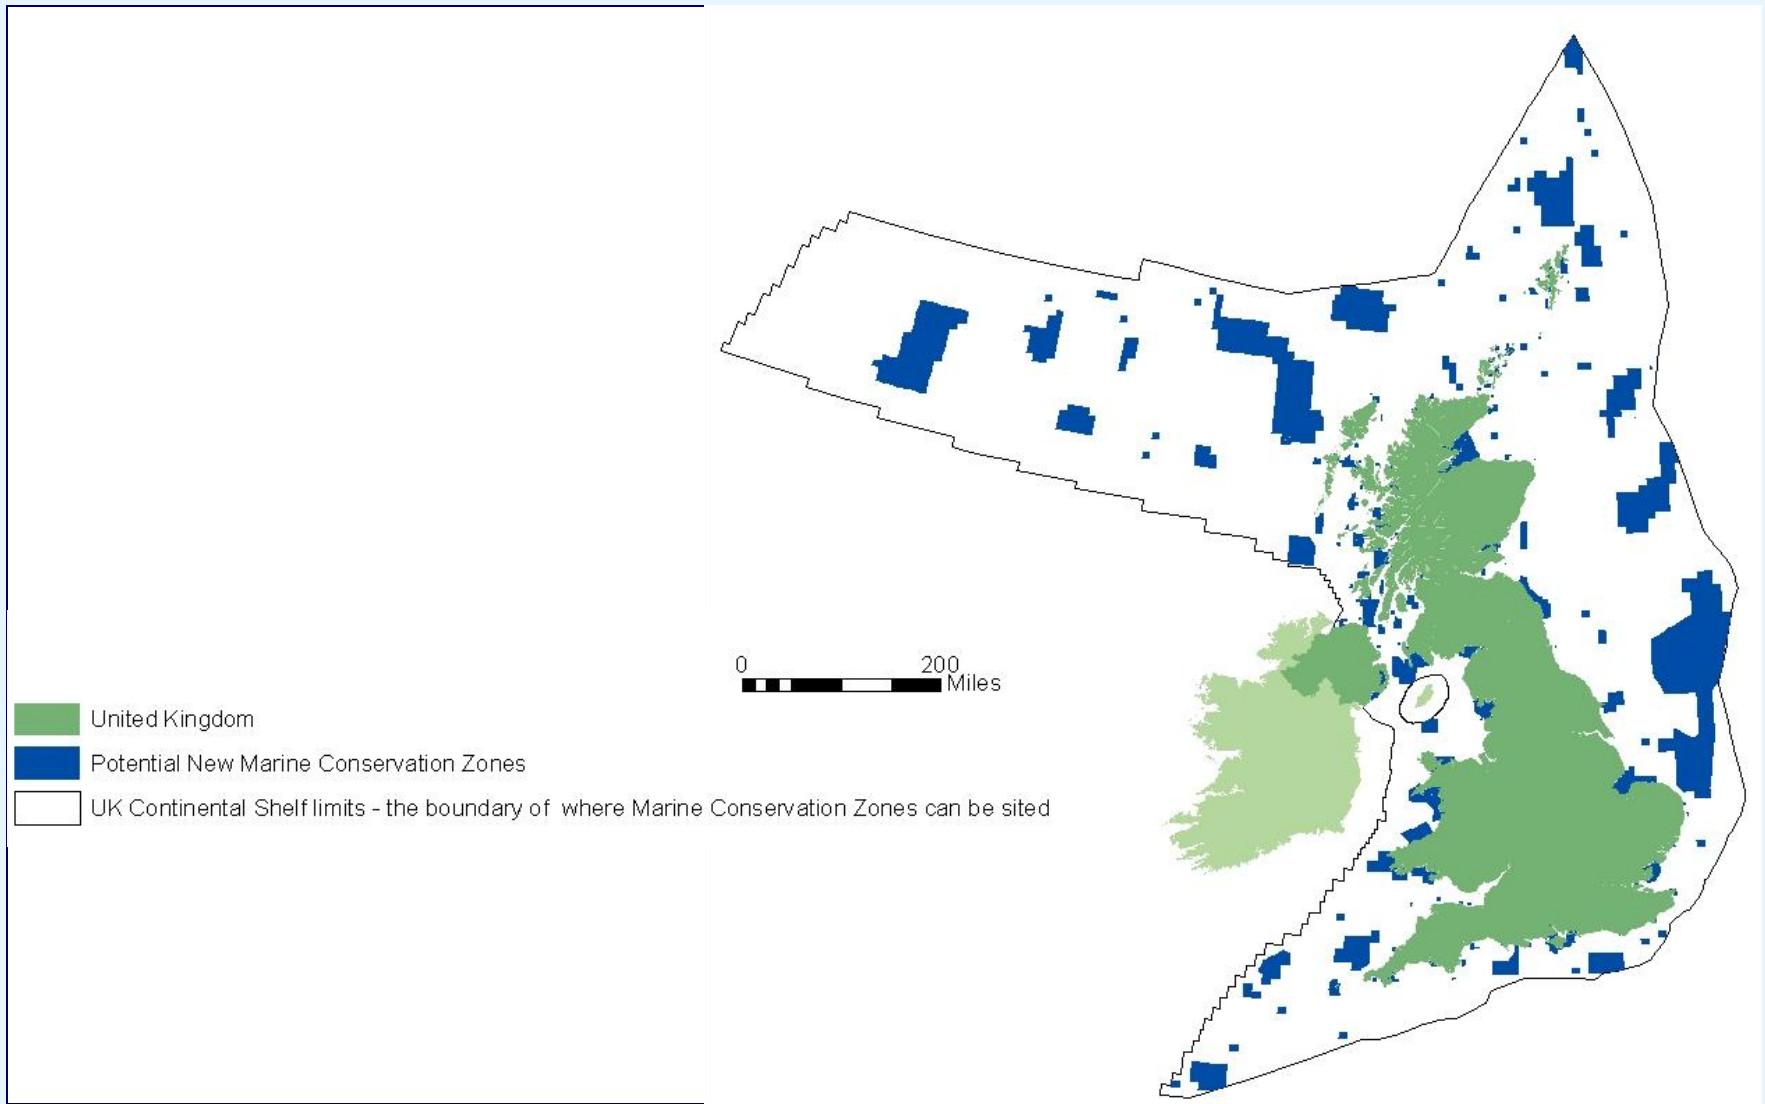 0 200
Miles
United Kingdom
Potential New Marine Conservation Zones
UK Continental Shelf limits - the boundary of where Marine Conservation Zones can be sited